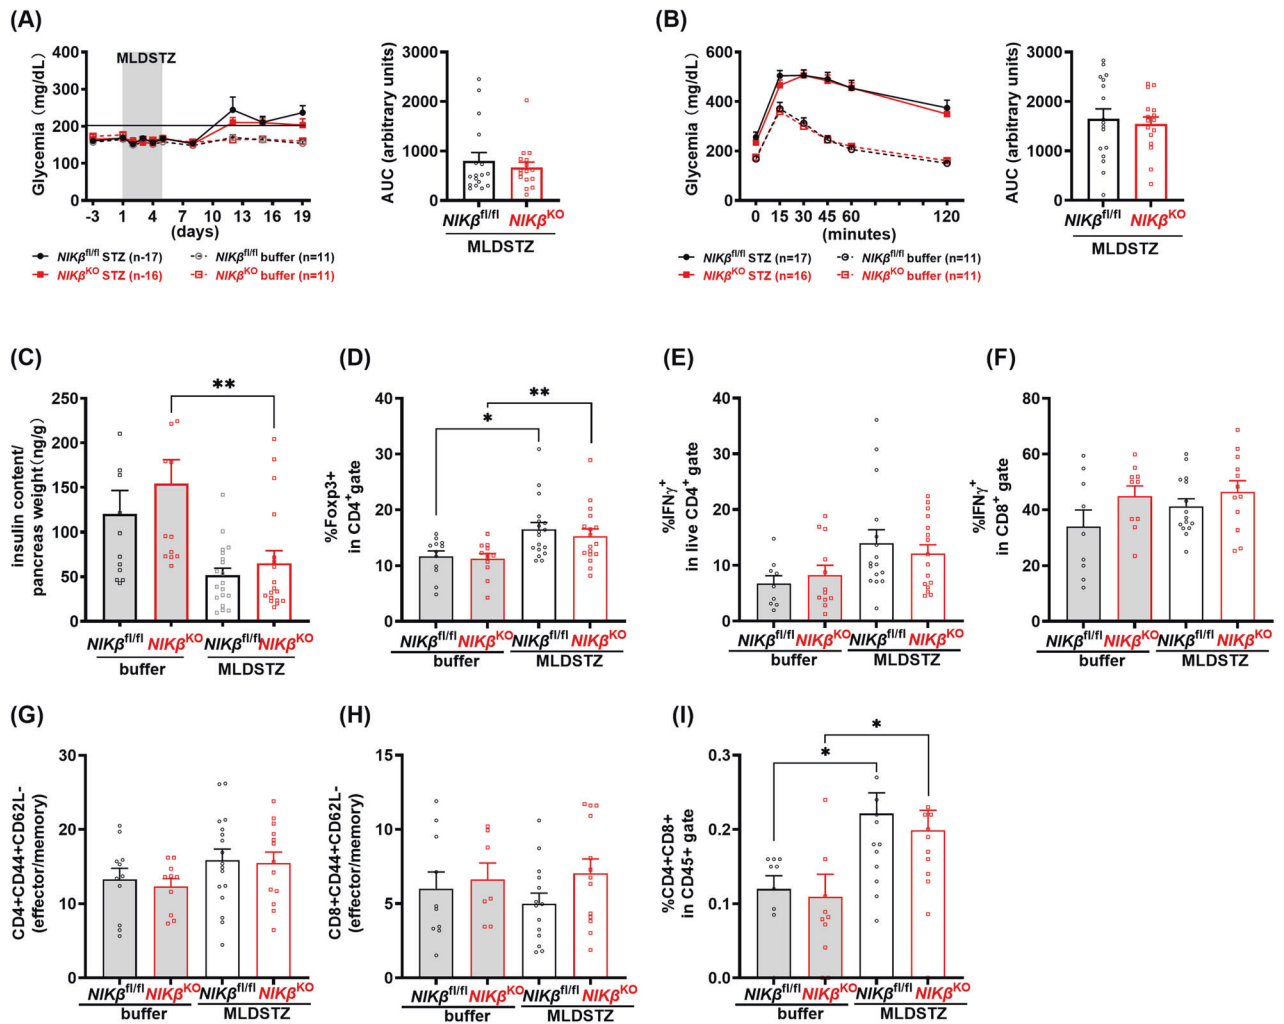 (A)
MLDSTZ
Glycemia (mg/dL)
400
300
200
100
0
-3 1 4 7 10 13 16 19
(days)
NIKβfl/fl STZ (n-17)
NIKβfl/fl buffer (n=11)
NIKβKO STZ (n-16)
NIKβKO buffer (n=11)
AUC (arbitrary units)
3000
2000
1000
0
NIKβfl/fl NIKβKO
MLDSTZ
(B)
Glycemia (mg/dL)
600
400
200
0
0 15 30 45 60 120
(minutes)
NIKβfl/fl STZ (n=17)
NIKβfl/fl buffer (n=11)
NIKβKO STZ (n=16)
NIKβKO buffer (n=11)
AUC (arbitrary units)
3000
2000
1000
0
NIKβfl/fl NIKβKO
MLDSTZ
(C)
insulin content/
pancreas weight(ng/g)
250
200
150
100
50
0
**
NIKβfl/fl NIKβKO NIKβfl/fl NIKβKO
buffer MLDSTZ
(D)
%Foxp3+
in CD4+gate
40
30
20
10
0
*
**
NIKβfl/fl NIKβKO NIKβfl/fl NIKβKO
buffer MLDSTZ
(E)
%IFNγ+
in live CD4+ gate
40
30
20
10
0
NIKβfl/fl NIKβKO NIKβfl/fl NIKβKO
buffer MLDSTZ
(F)
%IFNγ+
in CD8+ gate
80
60
40
20
0
NIKβfl/fl NIKβKO NIKβfl/fl NIKβKO
buffer MLDSTZ
(G)
CD4+CD44+CD62L-
(effector/memory)
30
20
10
0
NIKβfl/fl NIKβKO NIKβfl/fl NIKβKO
buffer MLDSTZ
(H)
CD8+CD44+CD62L-
(effector/memory)
15
10
5
0
NIKβfl/fl NIKβKO NIKβfl/fl NIKβKO
buffer MLDSTZ
(I)
%CD4+CD8+
in CD45+ gate
0.3
0.2
0.1
0.0
*
*
NIKβfl/fl NIKβKO NIKβfl/fl NIKβKO
buffer MLDSTZ